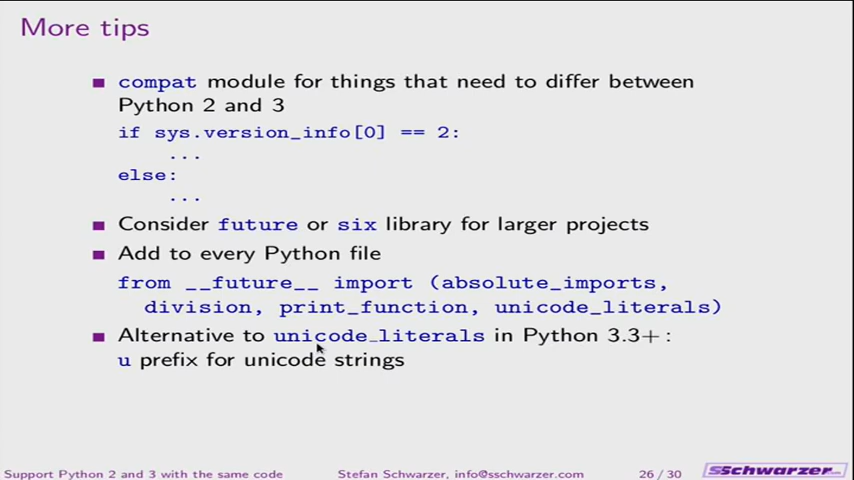 More tips
compat module for things that need to differ between
Python 2 and 3
if sys.version_info[0] == 2:
...
else:
...
Consider future or six library for larger projects
Add to every Python file
from __future__ import (absolute_imports,
division, print_function, unicode_literals)
Alternative to unicode_literals in Python 3.3+:
u prefix for unicode strings
Support Python 2 and 3 with the same code Stefan Schwarzer, info@sschwarzer.com 26 / 30 SSchwarzer